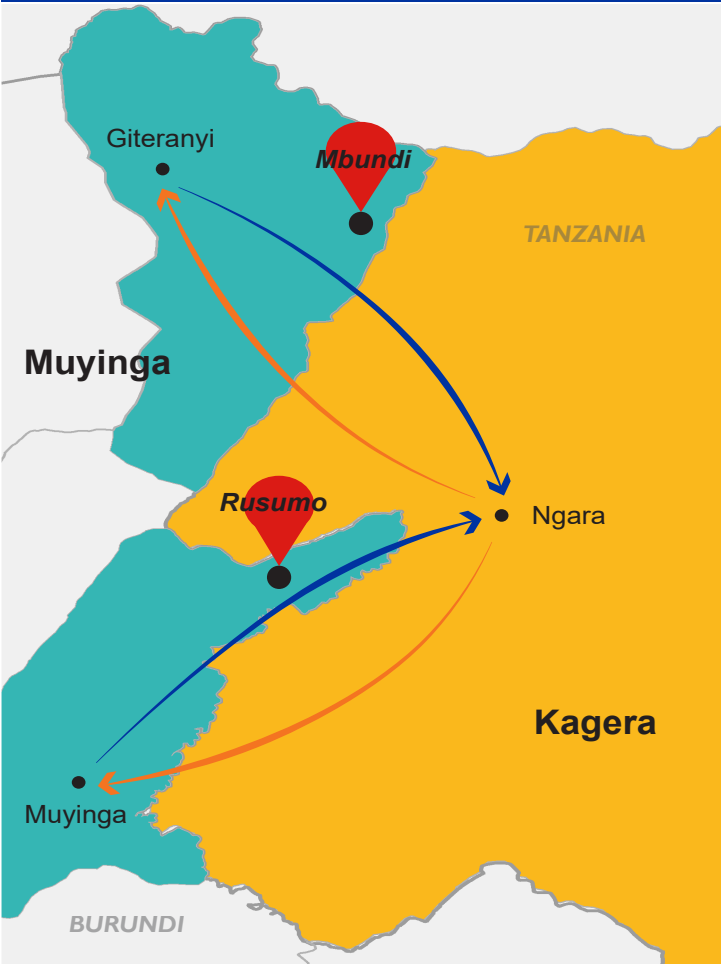 Giteranyi
Mbundi
TANZANIA
Muyinga
Rusumo
Ngara
Kagera
Muyinga
BURUNDI